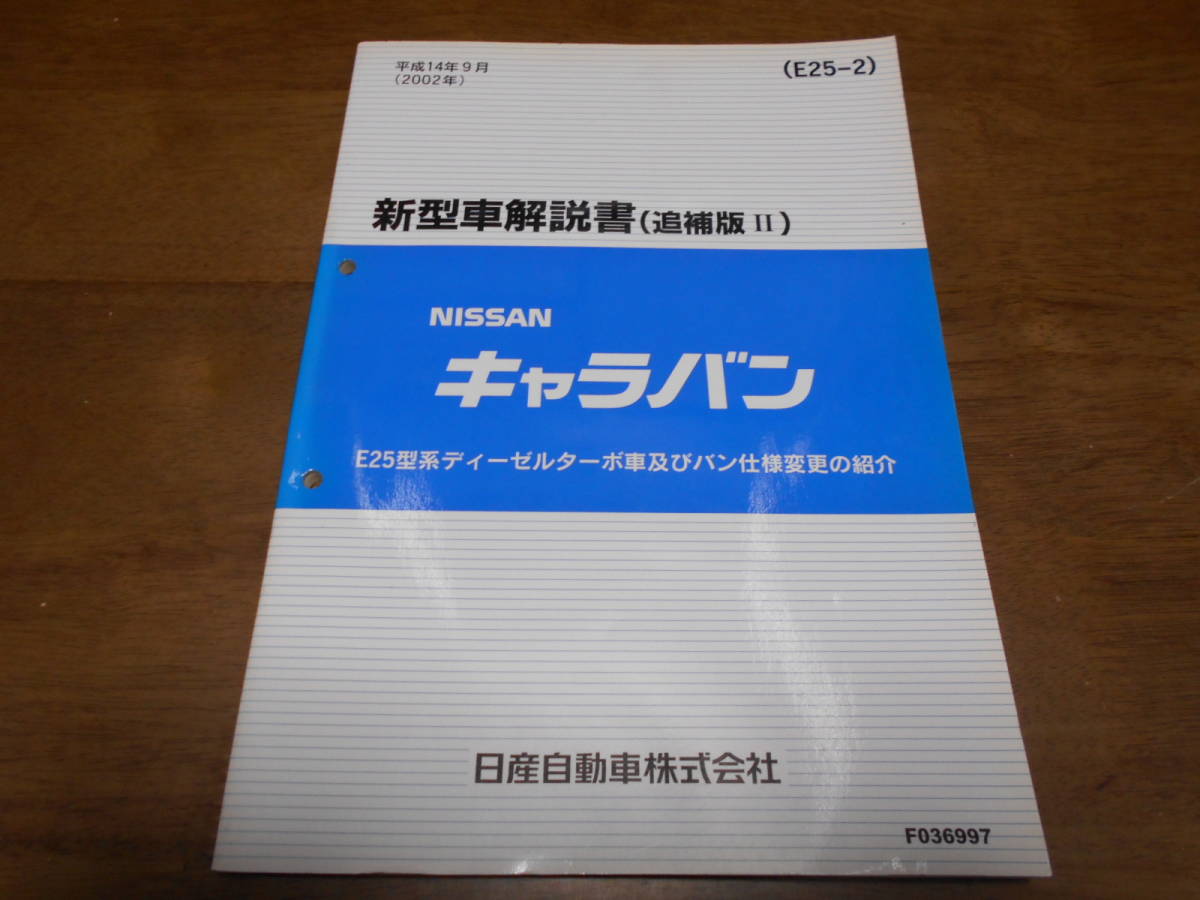 平成14年9月
(2002年)
(E25-2)
新型車解説書(追補版 II)
NISSAN
キャラバン
E25型系ディーゼルターボ車及びバン仕様変更の紹介
日産自動車株式会社
F036997